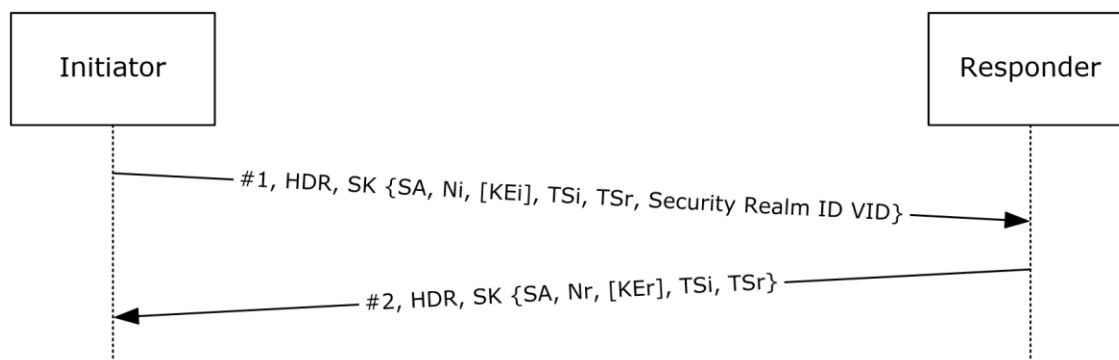 Initiator
Responder
#1, HDR, SK {SA, Ni, [KEi], TSi, TSr, Security Realm ID VID}
#2, HDR, SK {SA, Nr, [KEr], TSi, TSr}